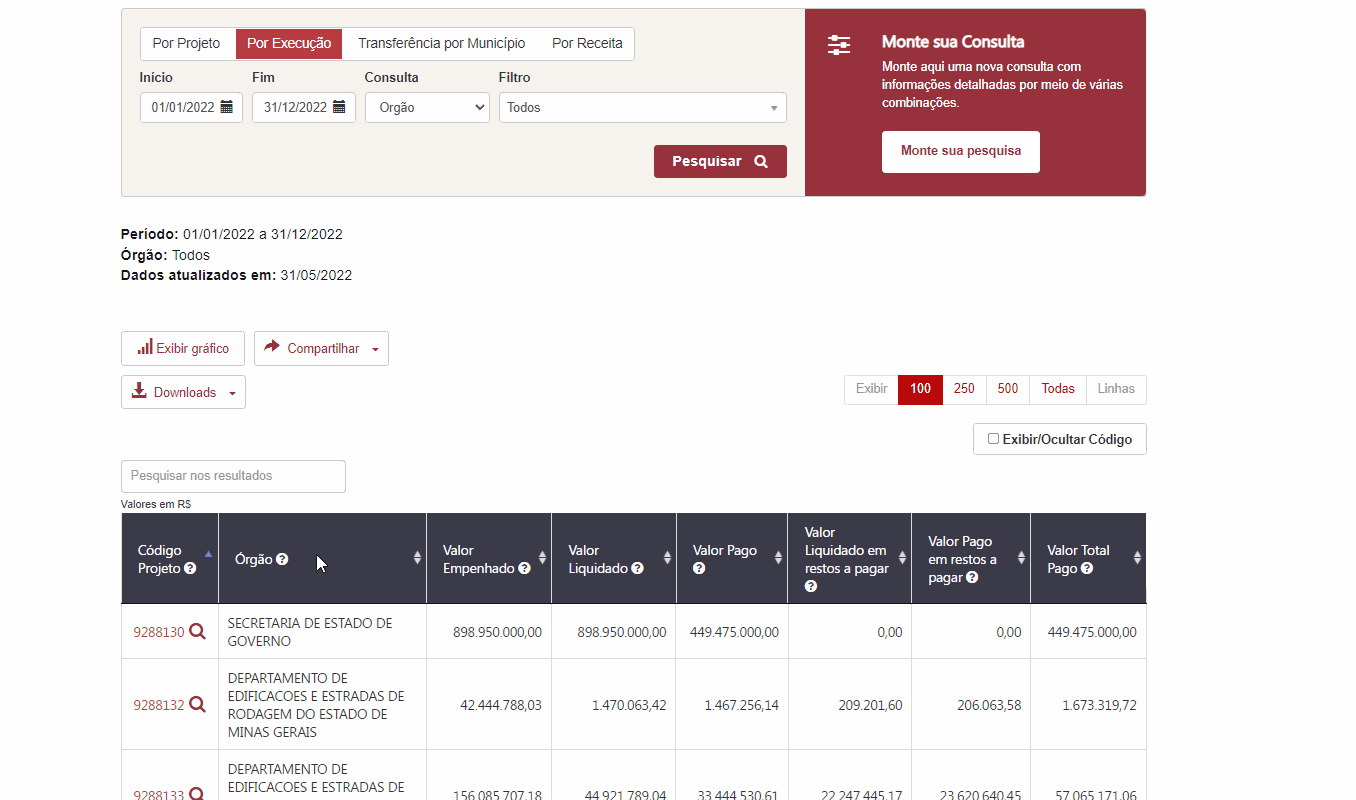 Por Projeto Por Execução Transferência por Município Por Receita
Início Fim Consulta Filtro
01/01/2022 31/12/2022 Orgão Todos
Pesquisar
Monte sua Consulta
Monte aqui uma nova consulta com
informações detalhadas por meio de várias
combinações.
Monte sua pesquisa
Período: 01/01/2022 a 31/12/2022
Órgão: Todos
Dados atualizados em: 31/05/2022
Exibir gráfico Compartilhar
Downloads
Exibir 100 250 500 Todas Linhas
Exibir/Ocultar Código
Pesquisar nos resultados
Valores em R$
Código
Projeto
Órgão
Valor
Empenhado
Valor
Liquidado
Valor Pago
Valor
Liquidado em
restos a pagar
Valor Pago
em restos a
pagar
Valor Total
Pago
9288130
SECRETARIA DE ESTADO DE
GOVERNO
898.950.000,00 898.950.000,00 449.475.000,00 0,00 0,00 449.475.000,00
9288132
DEPARTAMENTO DE
EDIFICACOES E ESTRADAS DE
RODAGEM DO ESTADO DE
MINAS GERAIS
42.444.788,03 1.470.063,42 1.467.256,14 209.201,60 206.063,58 1.673.319,72
DEPARTAMENTO DE
EDIFICACOES E ESTRADAS DE
9288133 156.085.707,18 44.921.789,04 33.444.530,61 22.247.445,17 23.620.640,45 57.065.171,06